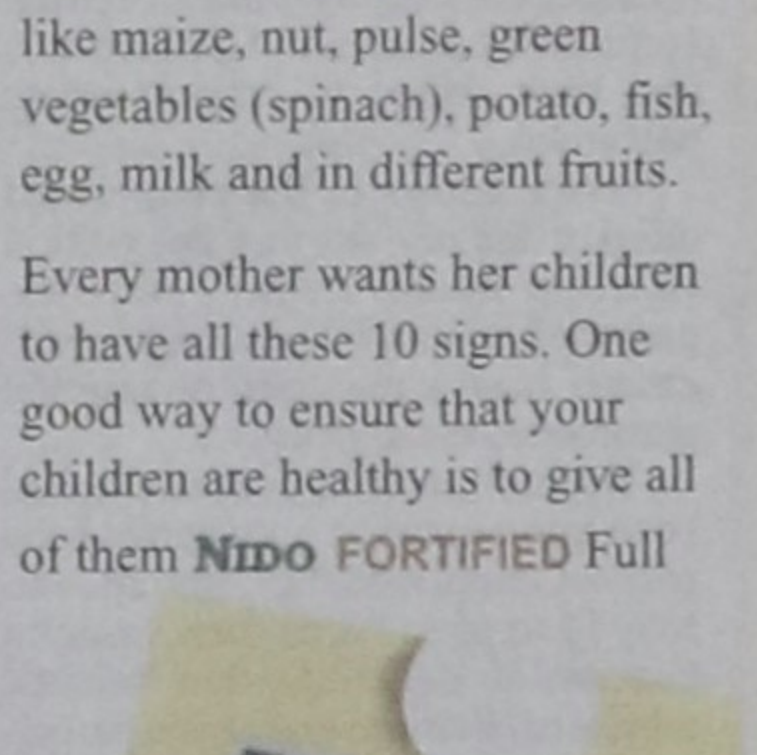 like maize, nut, pulse, green
vegetables (spinach), potato, fish,
egg, milk and in different fruits.
Every mother wants her children
to have all these 10 signs. One
good way to ensure that your
children are healthy is to give all
of them NIDO FORTIFIED Full